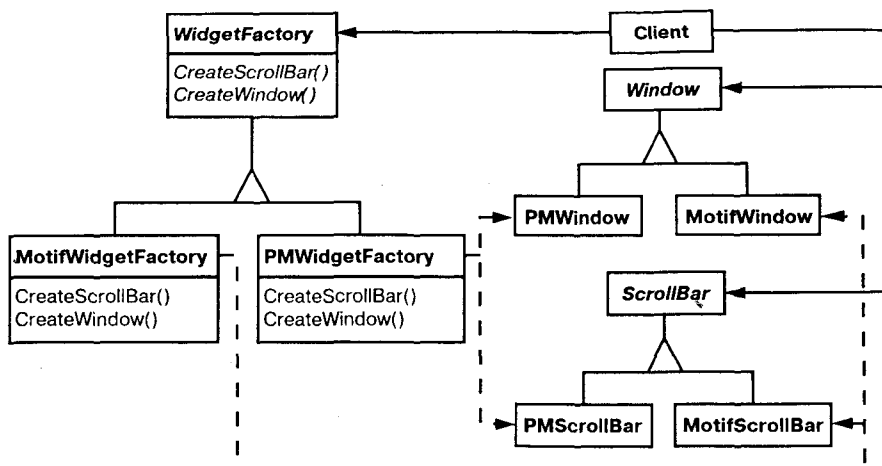 WidgetFactory
CreateScrollBar()
CreateWindow()
Client
Window
PMWindow
MotifWindow
MotifWidgetFactory
CreateScrollBar()
CreateWindow()
PMWidgetFactory
CreateScrollBar()
CreateWindow()
ScrollBar
PMScrollBar
MotifScrollBar